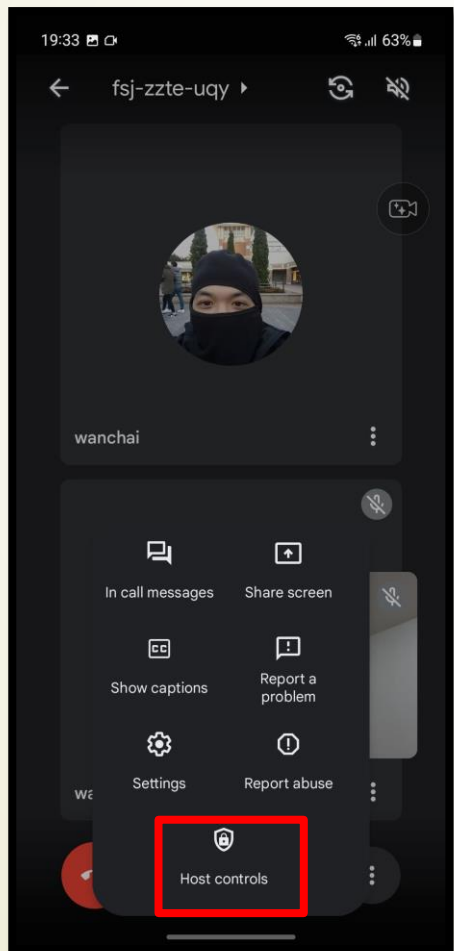 19:33 63%
fsj-zzte-uqy
wanchai
In call messages Share screen
CC
Show captions Report a
problem
Settings Report abuse
wa
Host controls